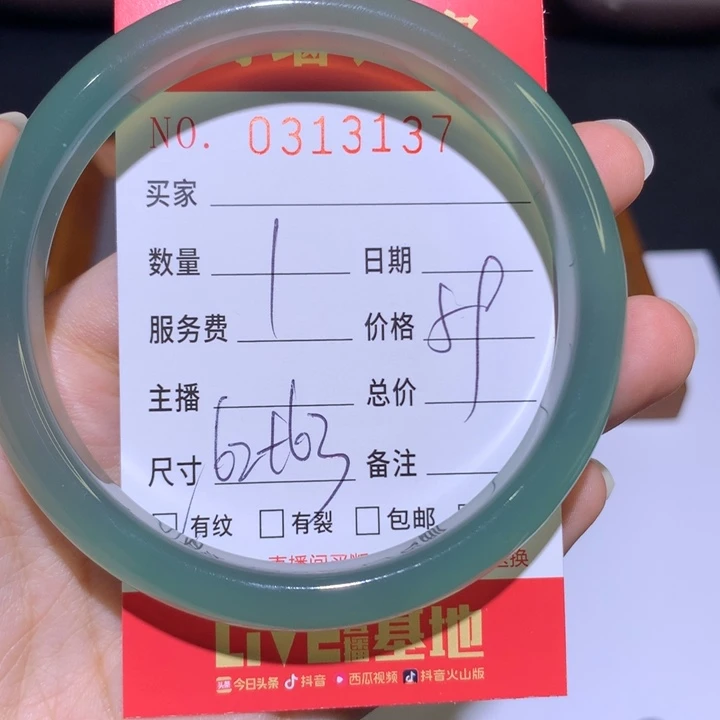 NO. 0313137
买家
数量 1 日期
服务费 价格 59
主播 总价
尺寸 62-63 备注
有纹 有裂 包邮
LIVE 直播基地
今日头条 抖音 西瓜视频 抖音火山版